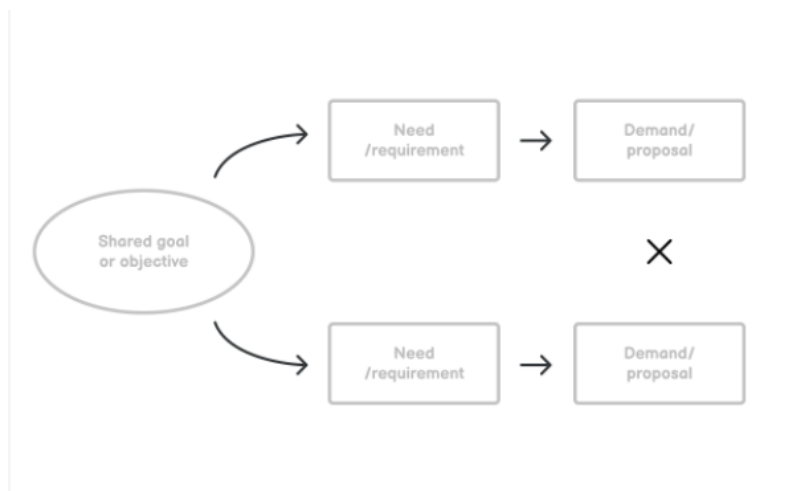 Need
/requirement
Demand/
proposal
Shared goal
or objective
Need
/requirement
Demand/
proposal